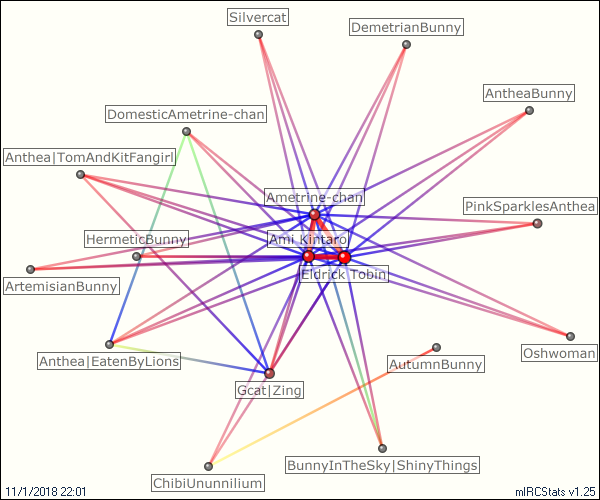 Silvercat
DemetrianBunny
AntheaBunny
DomesticAmetrine-chan
Anthea|TomAndKitFangirl
Ametrine-chan
PinkSparklesAnthea
HermeticBunny
Ami_Kintaro
Eldrick_Tobin
ArtemisianBunny
Oshwoman
Anthea|EatenByLions
AutumnBunny
Gcat|Zing
BunnyInTheSky|ShinyThings
ChibiUnunnilium
11/1/2018 22:01
mIRCStats v1.25